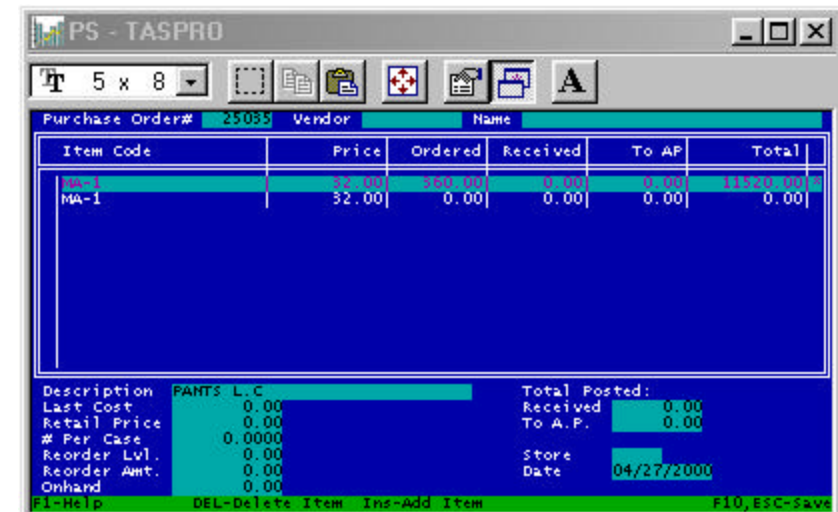 PS - TASPRO
Tr 5 x 8 A
Purchase Order# 25035 Vendor Name
Item Code Price Ordered Received To AP Total
MA-1 32.00 360.00 0.00 0.00 11520.00 *
MA-1 32.00 0.00 0.00 0.00 0.00
Description PANTS L.C Total Posted:
Last Cost 0.00 Received 0.00
Retail Price 0.00 To A.P. 0.00
# Per Case 0.0000
Reorder Lvl. 0.00 Store
Reorder Amt. 0.00 Date 04/27/2000
Onhand 0.00
F1-Help DEL-Delete Item Ins-Add Item F10,ESC-Save